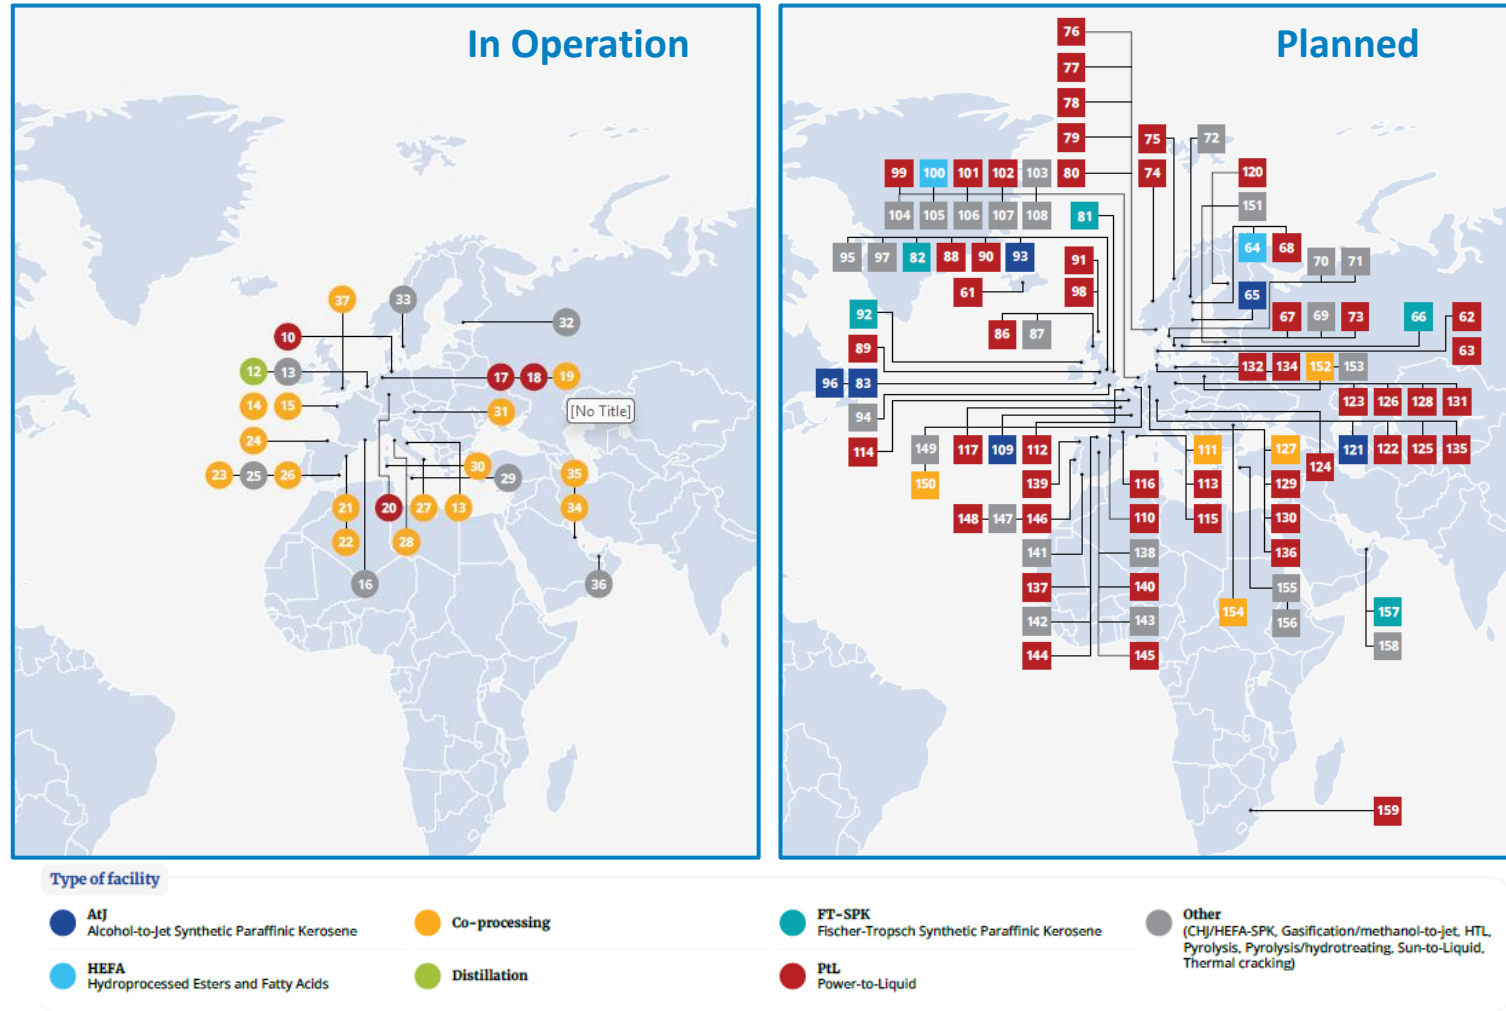 In Operation
37
33
32
10
12 13
17 18 19
[No Title]
14 15
31
24
30
35
23 25 26
29
21
20
27
13
34
22
28
16
36
Planned
76
77
78
79
75
72
99 100 101 102 103
80
74
120
104 105 106 107 108
81
151
95 97 82 88 90 93
91
64 68
70 71
61
98
65
92
86 87
67 69 73
66
62
89
63
96 83
132 134 152 153
94
123 126 128 131
114
149
117 109 112
111
127
124
121 122 125 135
150
139
116
113
129
148 147 146
110
115
130
141
138
136
137
140
155
142
143
154
156
157
144
145
158
159
Type of facility
AtJ
Alcohol-to-Jet Synthetic Paraffinic Kerosene
HEFA
Hydroprocessed Esters and Fatty Acids
Co-processing
Distillation
FT-SPK
Fischer-Tropsch Synthetic Paraffinic Kerosene
PtL
Power-to-Liquid
Other
(CHJ/HEFA-SPK, Gasification/methanol-to-jet, HTL,
Pyrolysis, Pyrolysis/hydrotreating, Sun-to-Liquid,
Thermal cracking)